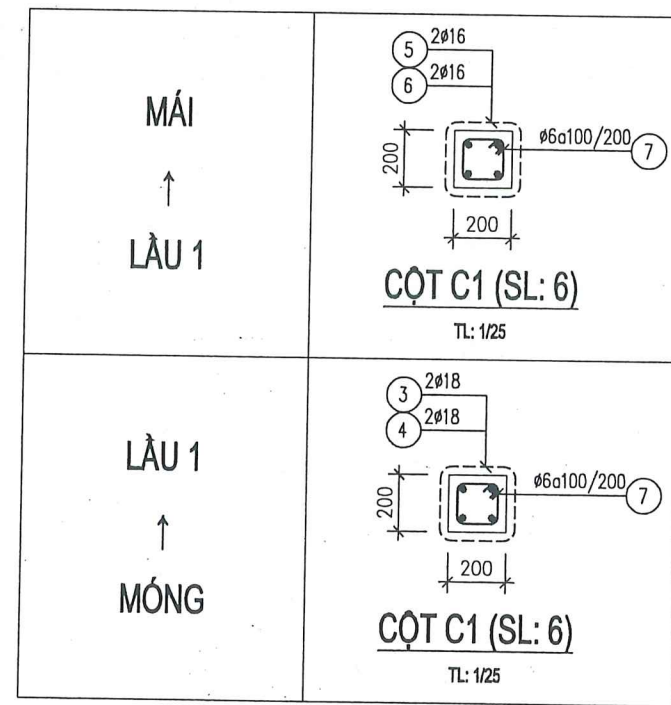 MÁI
↑
LẦU 1
5 2ø16
6 2ø16
ø6a100/200 7
200
200
CỘT C1 (SL: 6)
TL: 1/25
LẦU 1
↑
MÓNG
3 2ø18
4 2ø18
ø6a100/200 7
200
200
CỘT C1 (SL: 6)
TL: 1/25